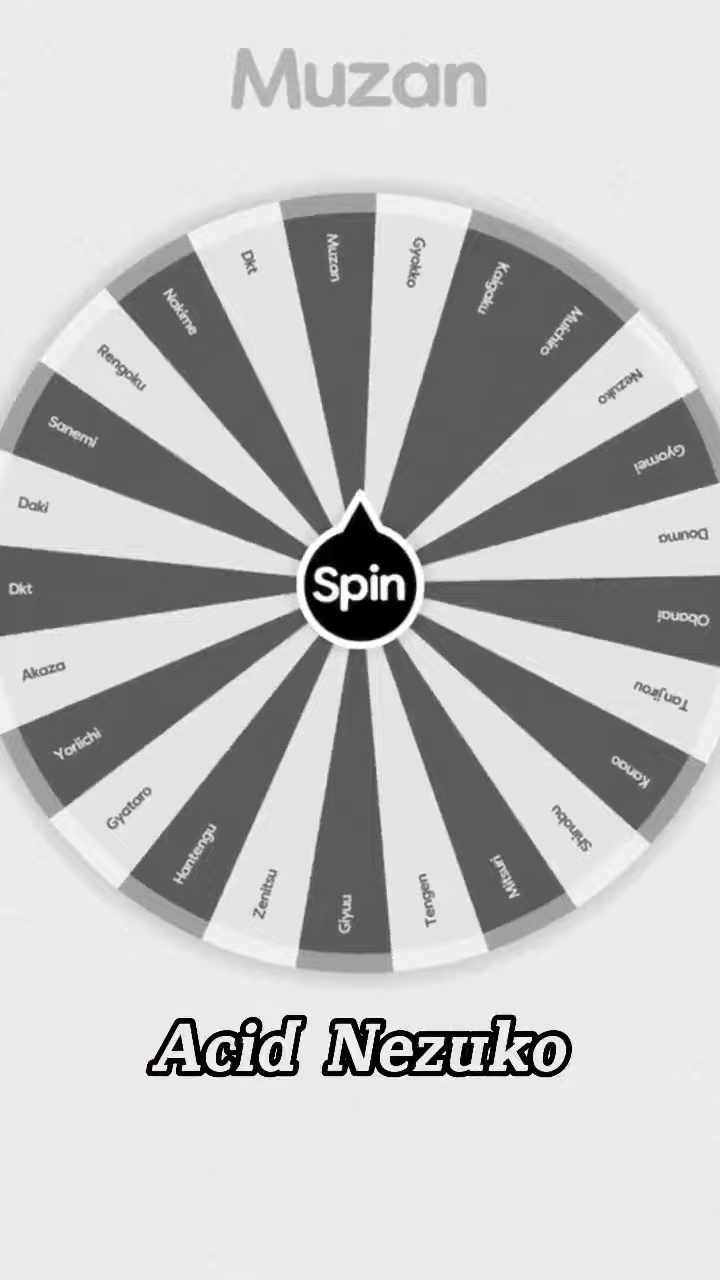 Muzan
Muzan
Gyokko
Kaigaku
Muichiro
Nezuko
Gyomei
Douma
Obanai
Tanjirou
Kanao
Shinobu
Mitsuri
Tengen
Giyuu
Zenitsu
Hantengu
Gyataro
Yoriichi
Akaza
Dkt
Daki
Sanemi
Rengoku
Nakime
Dkt
Spin
Acid Nezuko